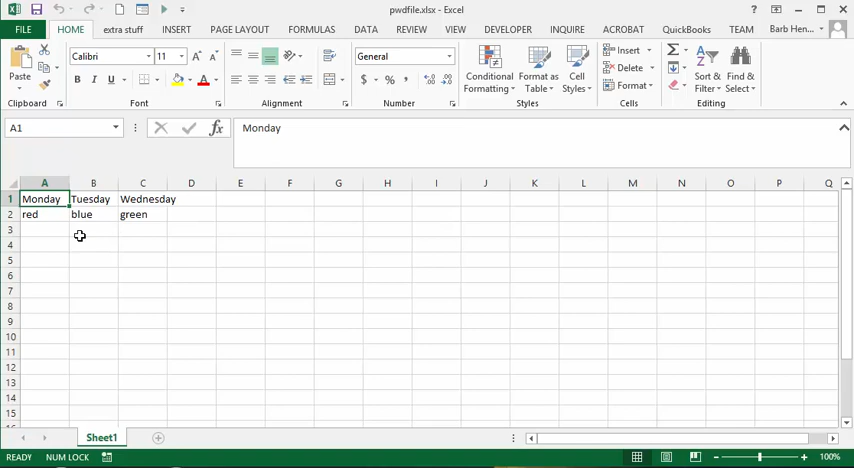 pwdfile.xlsx - Excel
FILE HOME extra stuff INSERT PAGE LAYOUT FORMULAS DATA REVIEW VIEW DEVELOPER INQUIRE ACROBAT QuickBooks TEAM Barb Hen...
Paste
Clipboard
Calibri 11
B I U A
Font
Alignment
General
$ % ,
Number
Conditional Formatting
Format as Table
Cell Styles
Styles
Insert
Delete
Format
Cells
Sort & Filter
Find & Select
Editing
A1 fx Monday
A B C D E F G H I J K L M N O P Q
1 Monday Tuesday Wednesday
2 red blue green
3
4
5
6
7
8
9
10
11
12
13
14
15
Sheet1
READY NUM LOCK 100%